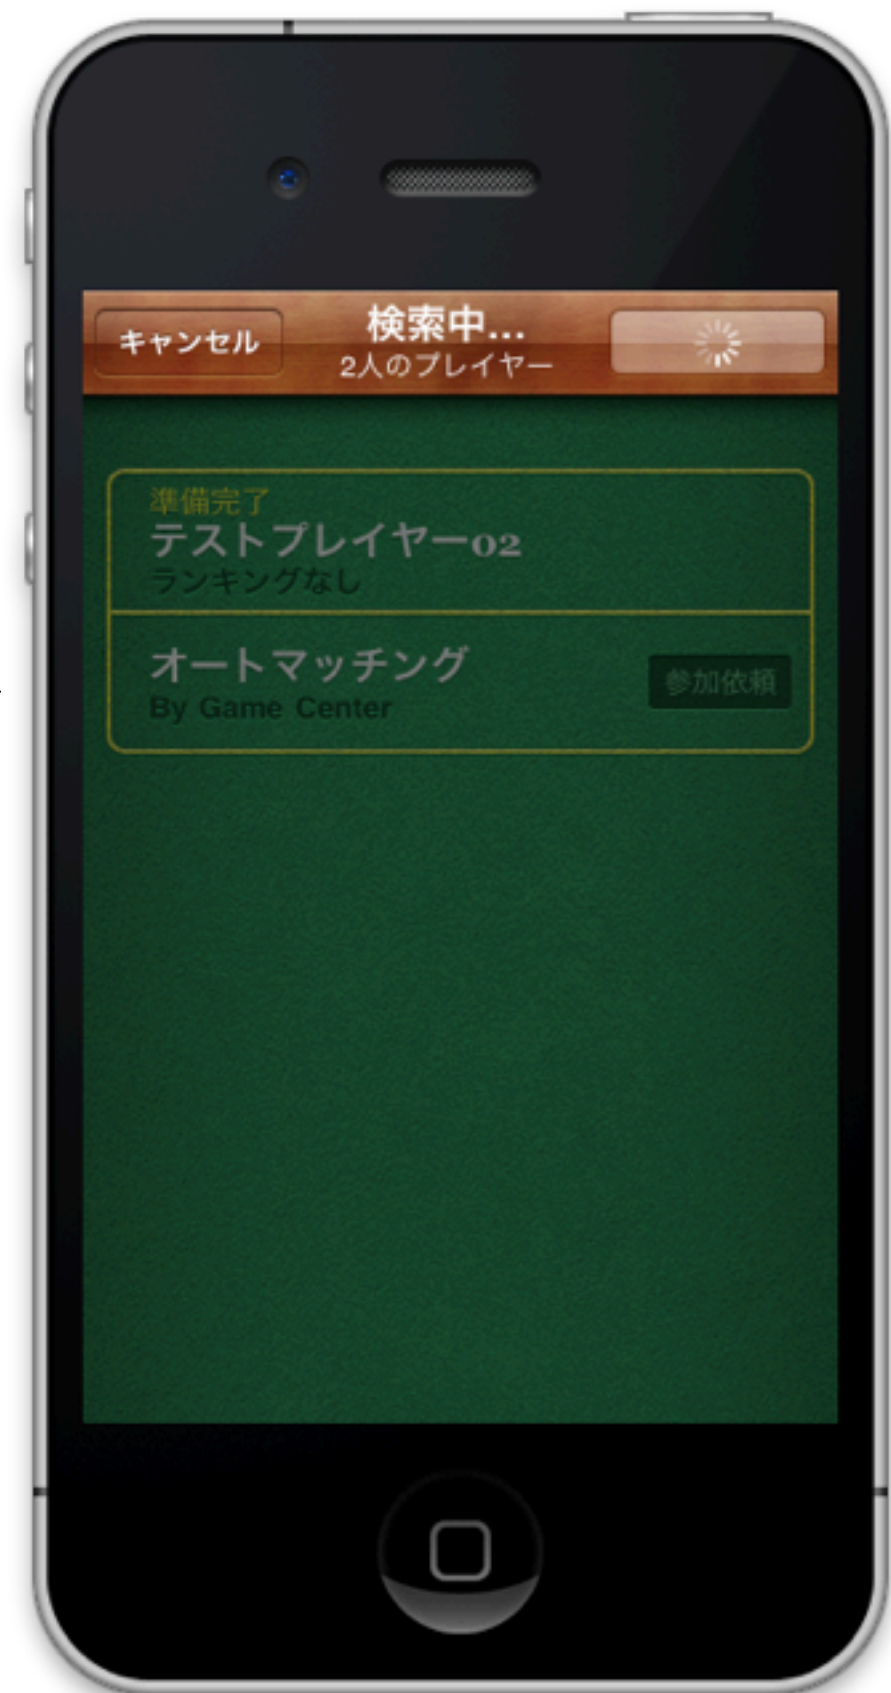 キャンセル
検索中...
2人のプレイヤー
準備完了
テストプレイヤー02
ランキングなし
オートマッチング
By Game Center
参加依頼